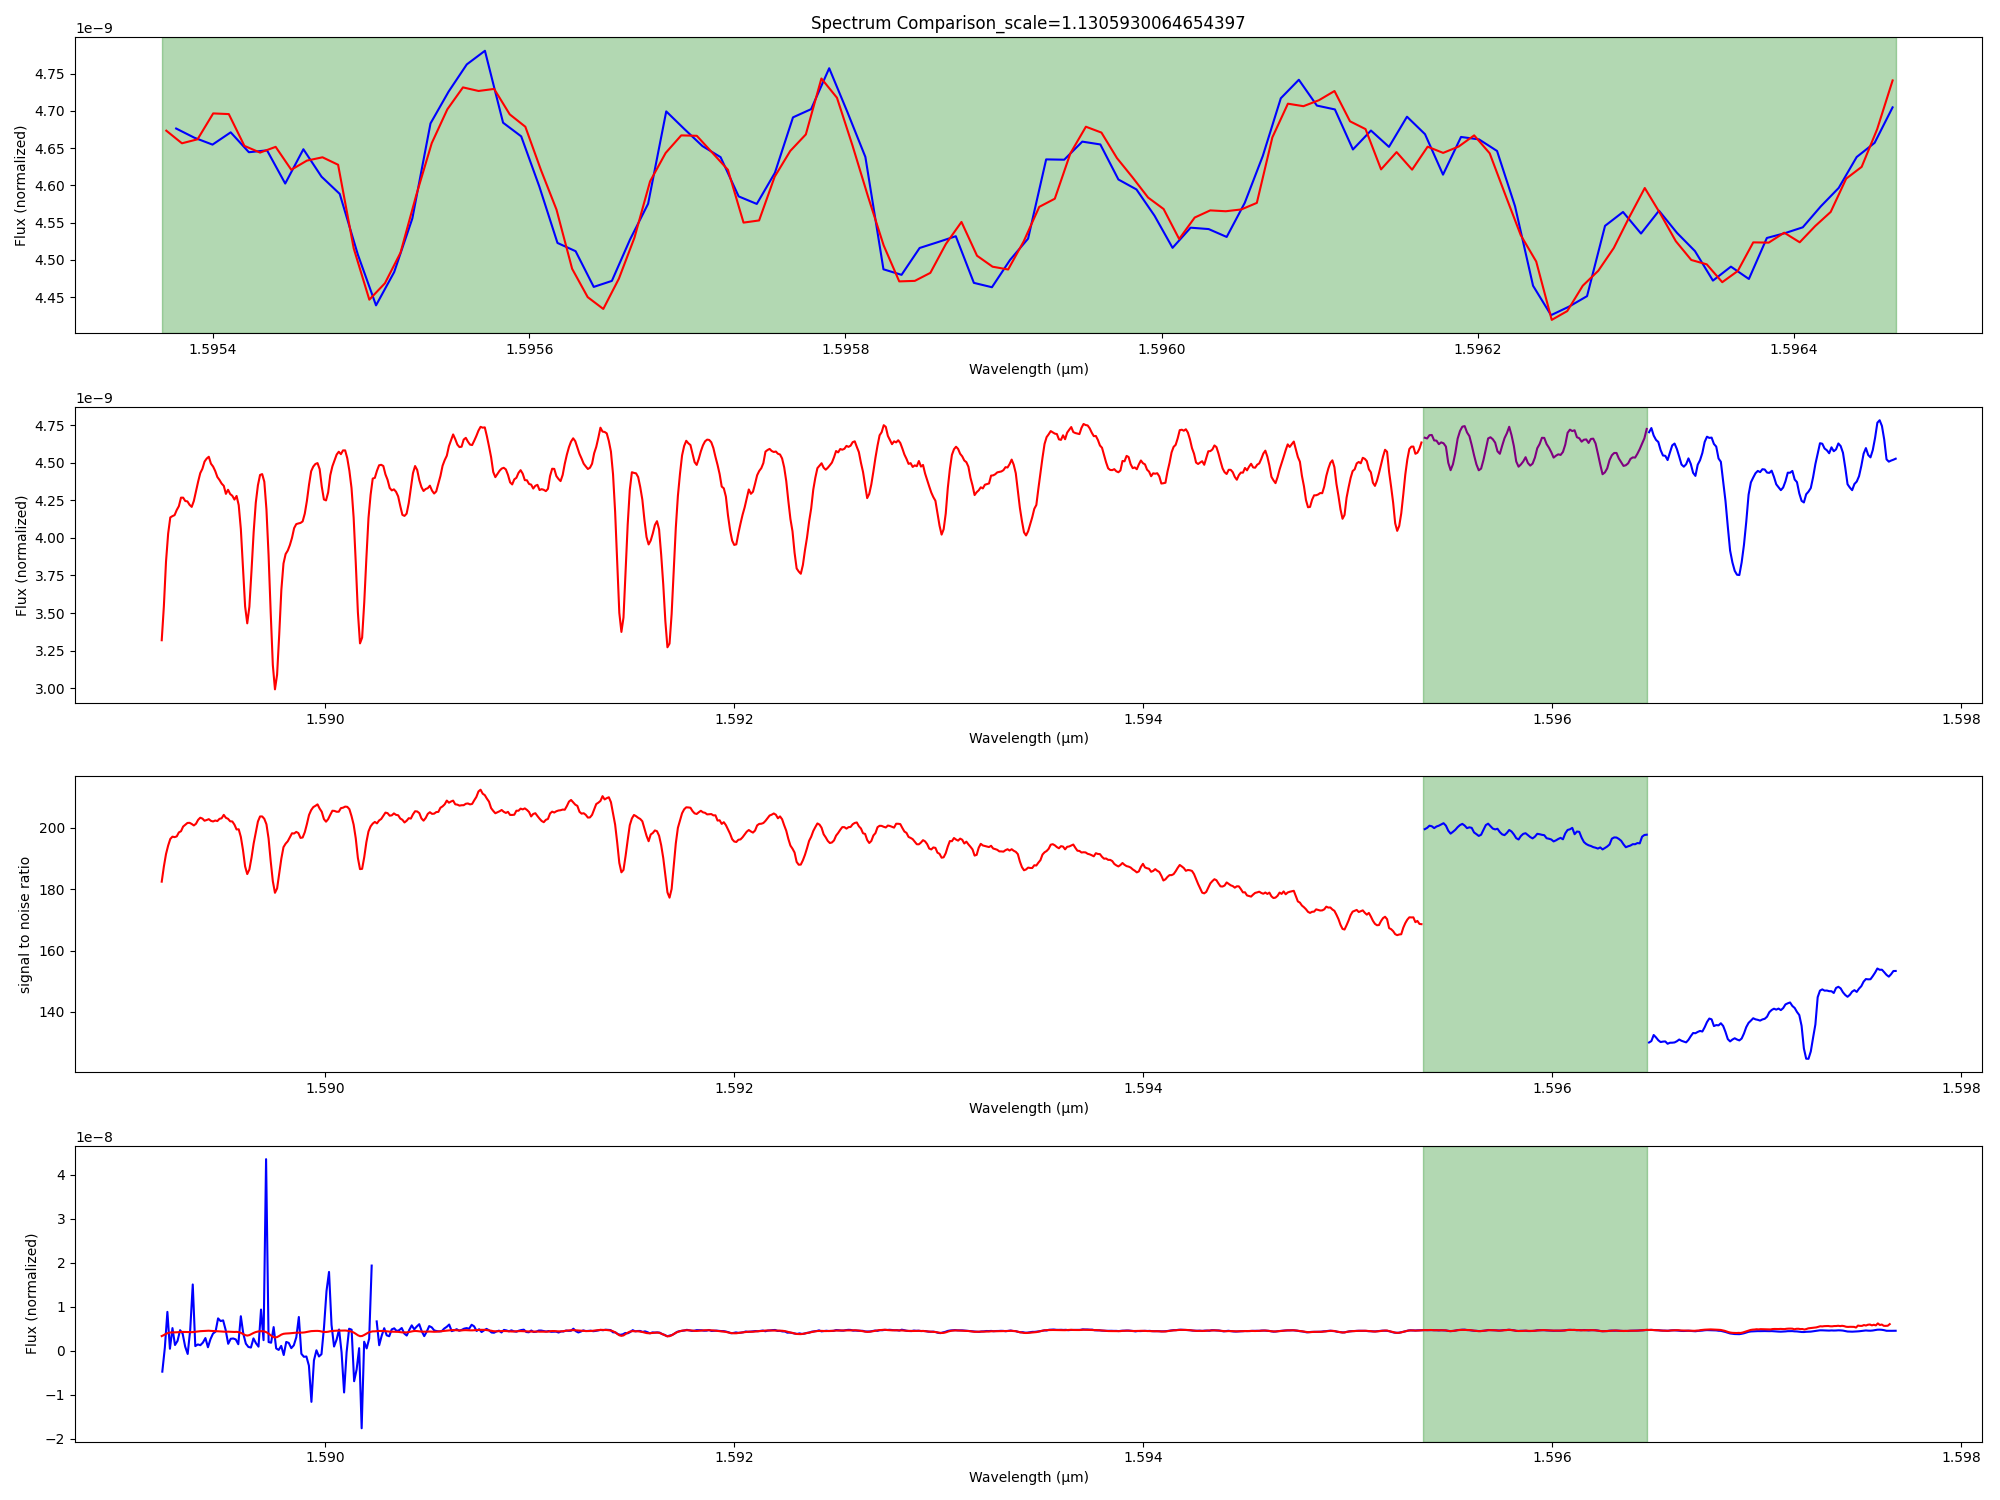 Spectrum Comparison_scale=1.1305930064654397
1e−9
4.75
4.70
4.65
4.60
4.55
4.50
4.45
Flux (normalized)
1.5954 1.5956 1.5958 1.5960 1.5962 1.5964
Wavelength (μm)
1e−9
4.75
4.50
4.25
4.00
3.75
3.50
3.25
3.00
Flux (normalized)
1.590 1.592 1.594 1.596 1.598
Wavelength (μm)
200
180
160
140
signal to noise ratio
1.590 1.592 1.594 1.596 1.598
Wavelength (μm)
1e−8
4
3
2
1
0
−1
−2
Flux (normalized)
1.590 1.592 1.594 1.596 1.598
Wavelength (μm)